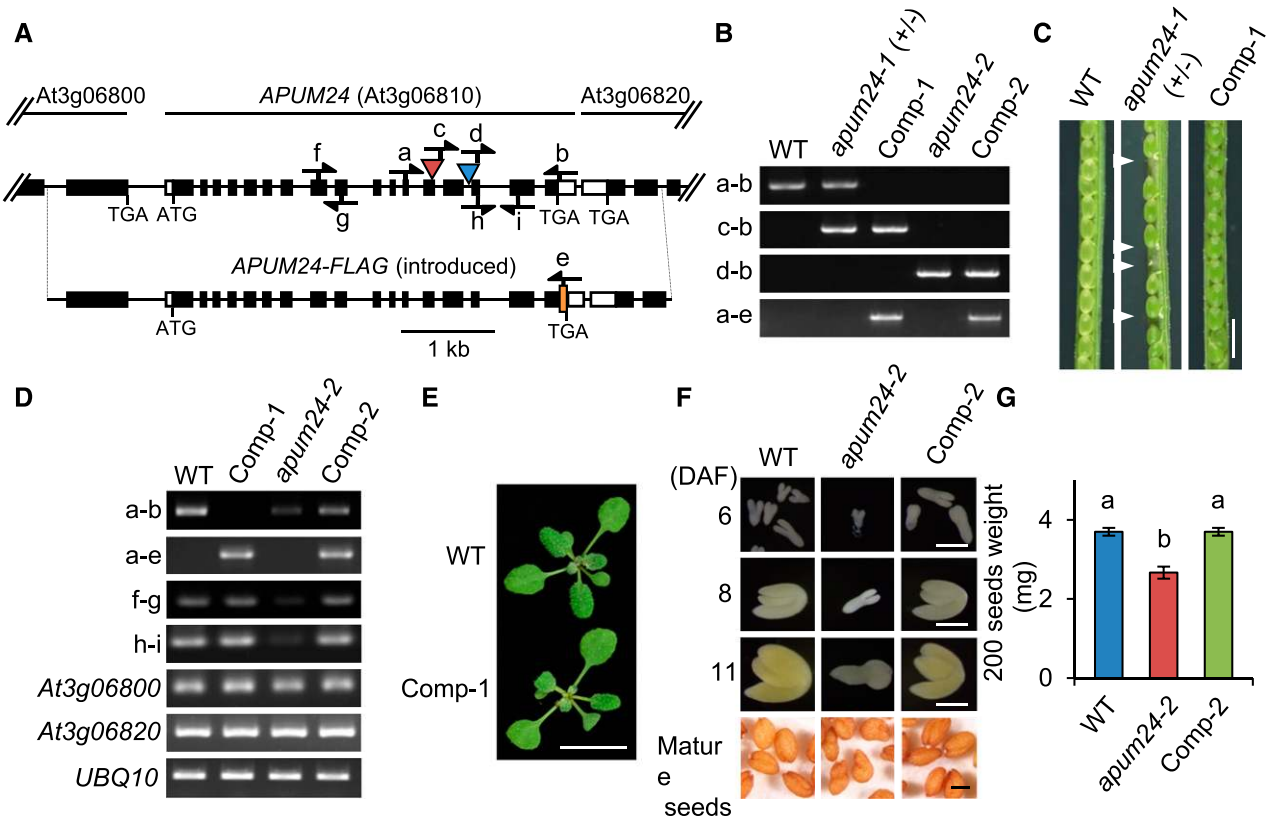 A
At3g06800
APUM24 (At3g06810)
At3g06820
f
a
c
d
b
TGA
ATG
g
h
i
TGA
TGA
APUM24-FLAG (introduced)
e
ATG
TGA
1 kb
B
WT
apum24-1 (+/-)
Comp-1
apum24-2
Comp-2
a-b
c-b
d-b
a-e
C
WT
apum24-1
(+/-)
Comp-1
D
WT
Comp-1
apum24-2
Comp-2
a-b
a-e
f-g
h-i
At3g06800
At3g06820
UBQ10
E
WT
Comp-1
F
WT
apum24-2
Comp-2
(DAF)
6
8
11
Matur
e
seeds
G
200 seeds weight
(mg)
4
2
0
a
b
a
WT
apum24-2
Comp-2